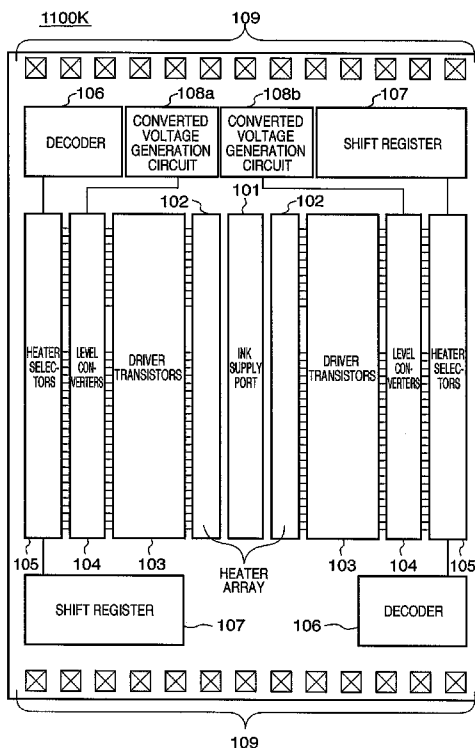 1100K
109
106
108a
108b
107
DECODER
CONVERTED
VOLTAGE
GENERATION
CIRCUIT
CONVERTED
VOLTAGE
GENERATION
CIRCUIT
SHIFT REGISTER
102
101
102
HEATER
SELEC-
TORS
LEVEL CON-
VERTERS
DRIVER
TRANSISTORS
INK
SUPPLY
PORT
DRIVER
TRANSISTORS
LEVEL CON-
VERTERS
HEATER
SELEC-
TORS
105
104
103
HEATER
ARRAY
103
104
105
SHIFT REGISTER
107
106
DECODER
109